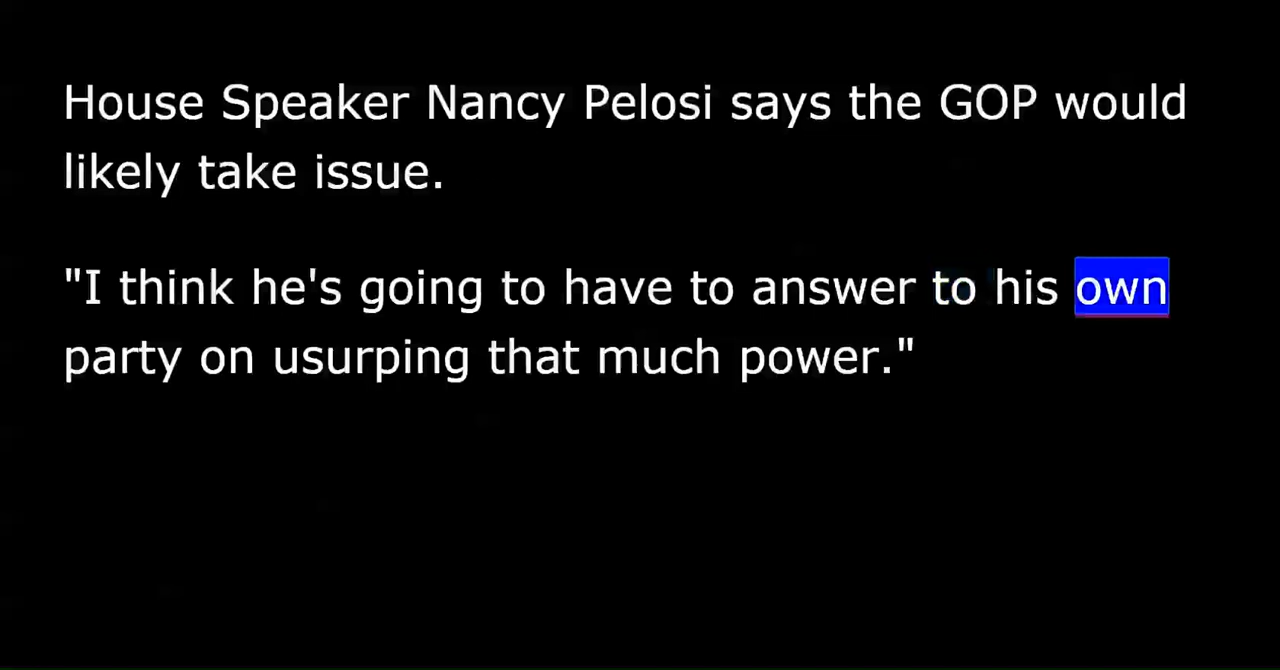 House Speaker Nancy Pelosi says the GOP would
likely take issue.
"I think he's going to have to answer to his own
party on usurping that much power."